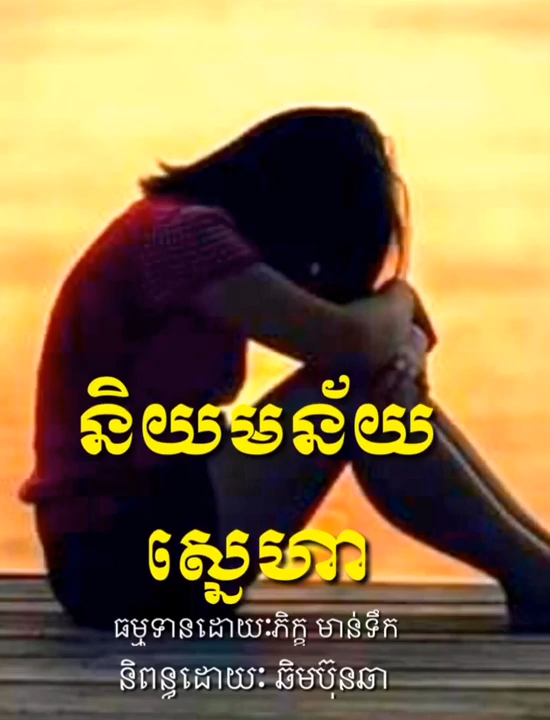 និយមន័យ
ស្នេហា
ធម្មទានដោយ:ភិក្ខុ មាន់ទឹក
និពន្ធដោយ: ឆិមប៊ុនឆា